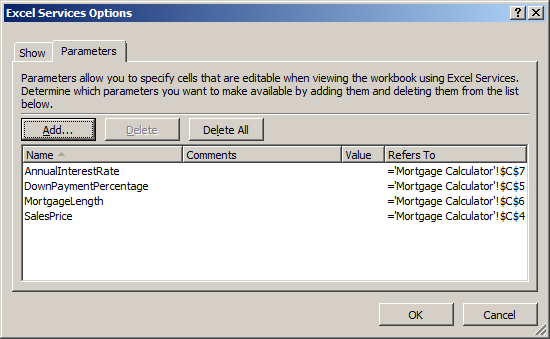 Excel Services Options
Show Parameters
Parameters allow you to specify cells that are editable when viewing the workbook using Excel Services.
Determine which parameters you want to make available by adding them and deleting them from the list
below.
Add... Delete Delete All
Name Comments Value Refers To
AnnualInterestRate ='Mortgage Calculator'!$C$7
DownPaymentPercentage ='Mortgage Calculator'!$C$5
MortgageLength ='Mortgage Calculator'!$C$6
SalesPrice ='Mortgage Calculator'!$C$4
OK Cancel